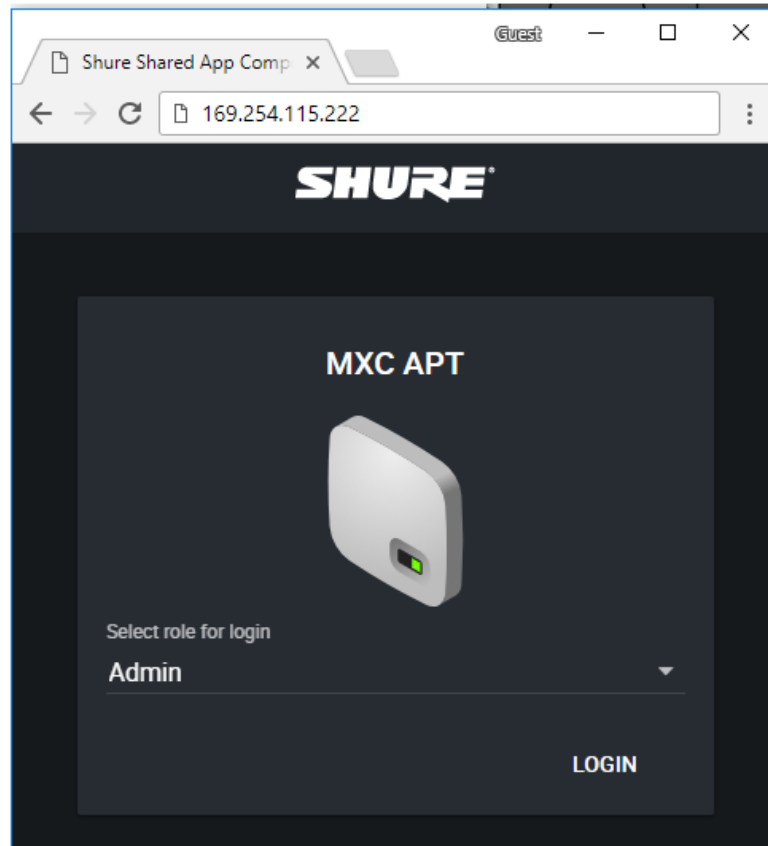 Guest
Shure Shared App Comp
169.254.115.222
SHURE®
MXC APT
Select role for login
Admin
LOGIN